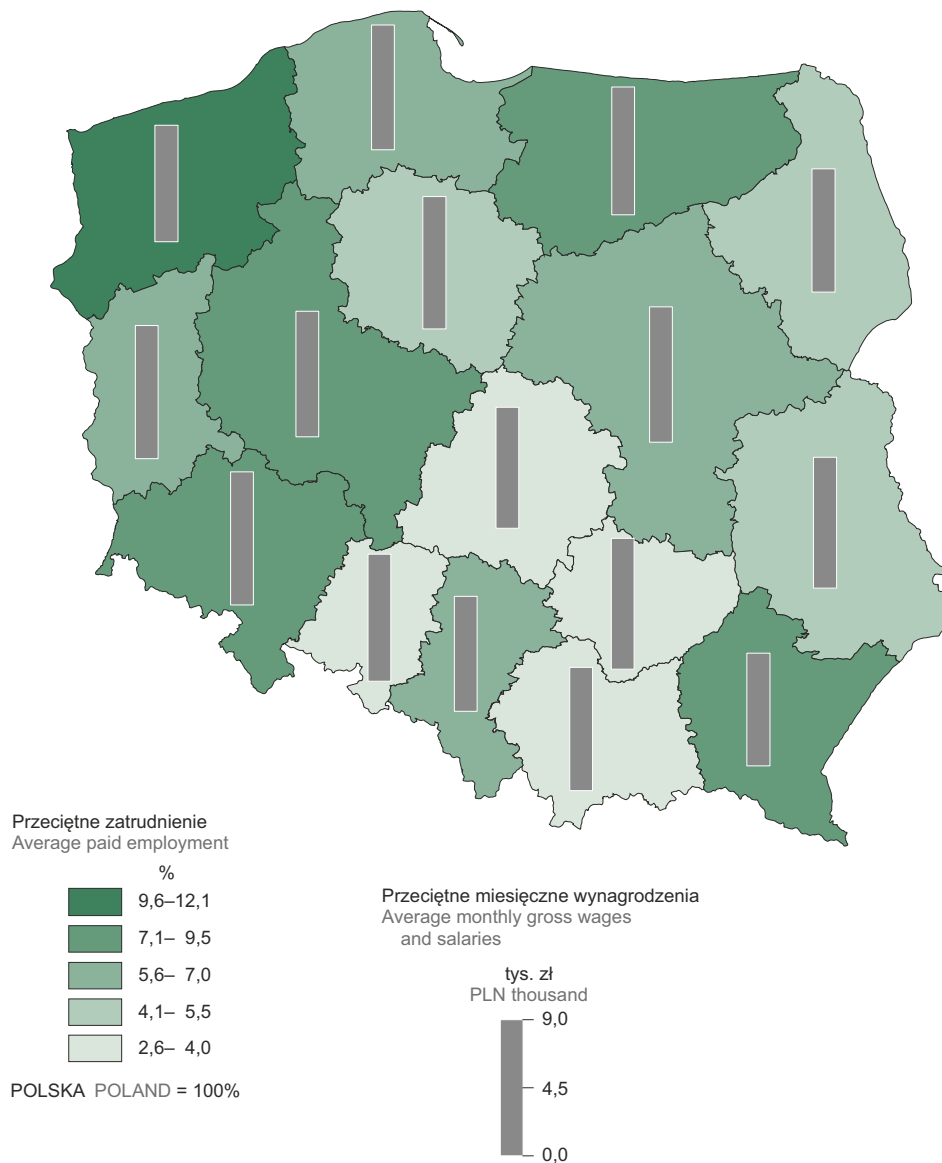 Przeciętne zatrudnienie
Average paid employment
%
9,6–12,1
7,1– 9,5
5,6– 7,0
4,1– 5,5
2,6– 4,0
POLSKA POLAND = 100%
Przeciętne miesięczne wynagrodzenia
Average monthly gross wages
and salaries
tys. zł
PLN thousand
9,0
4,5
0,0